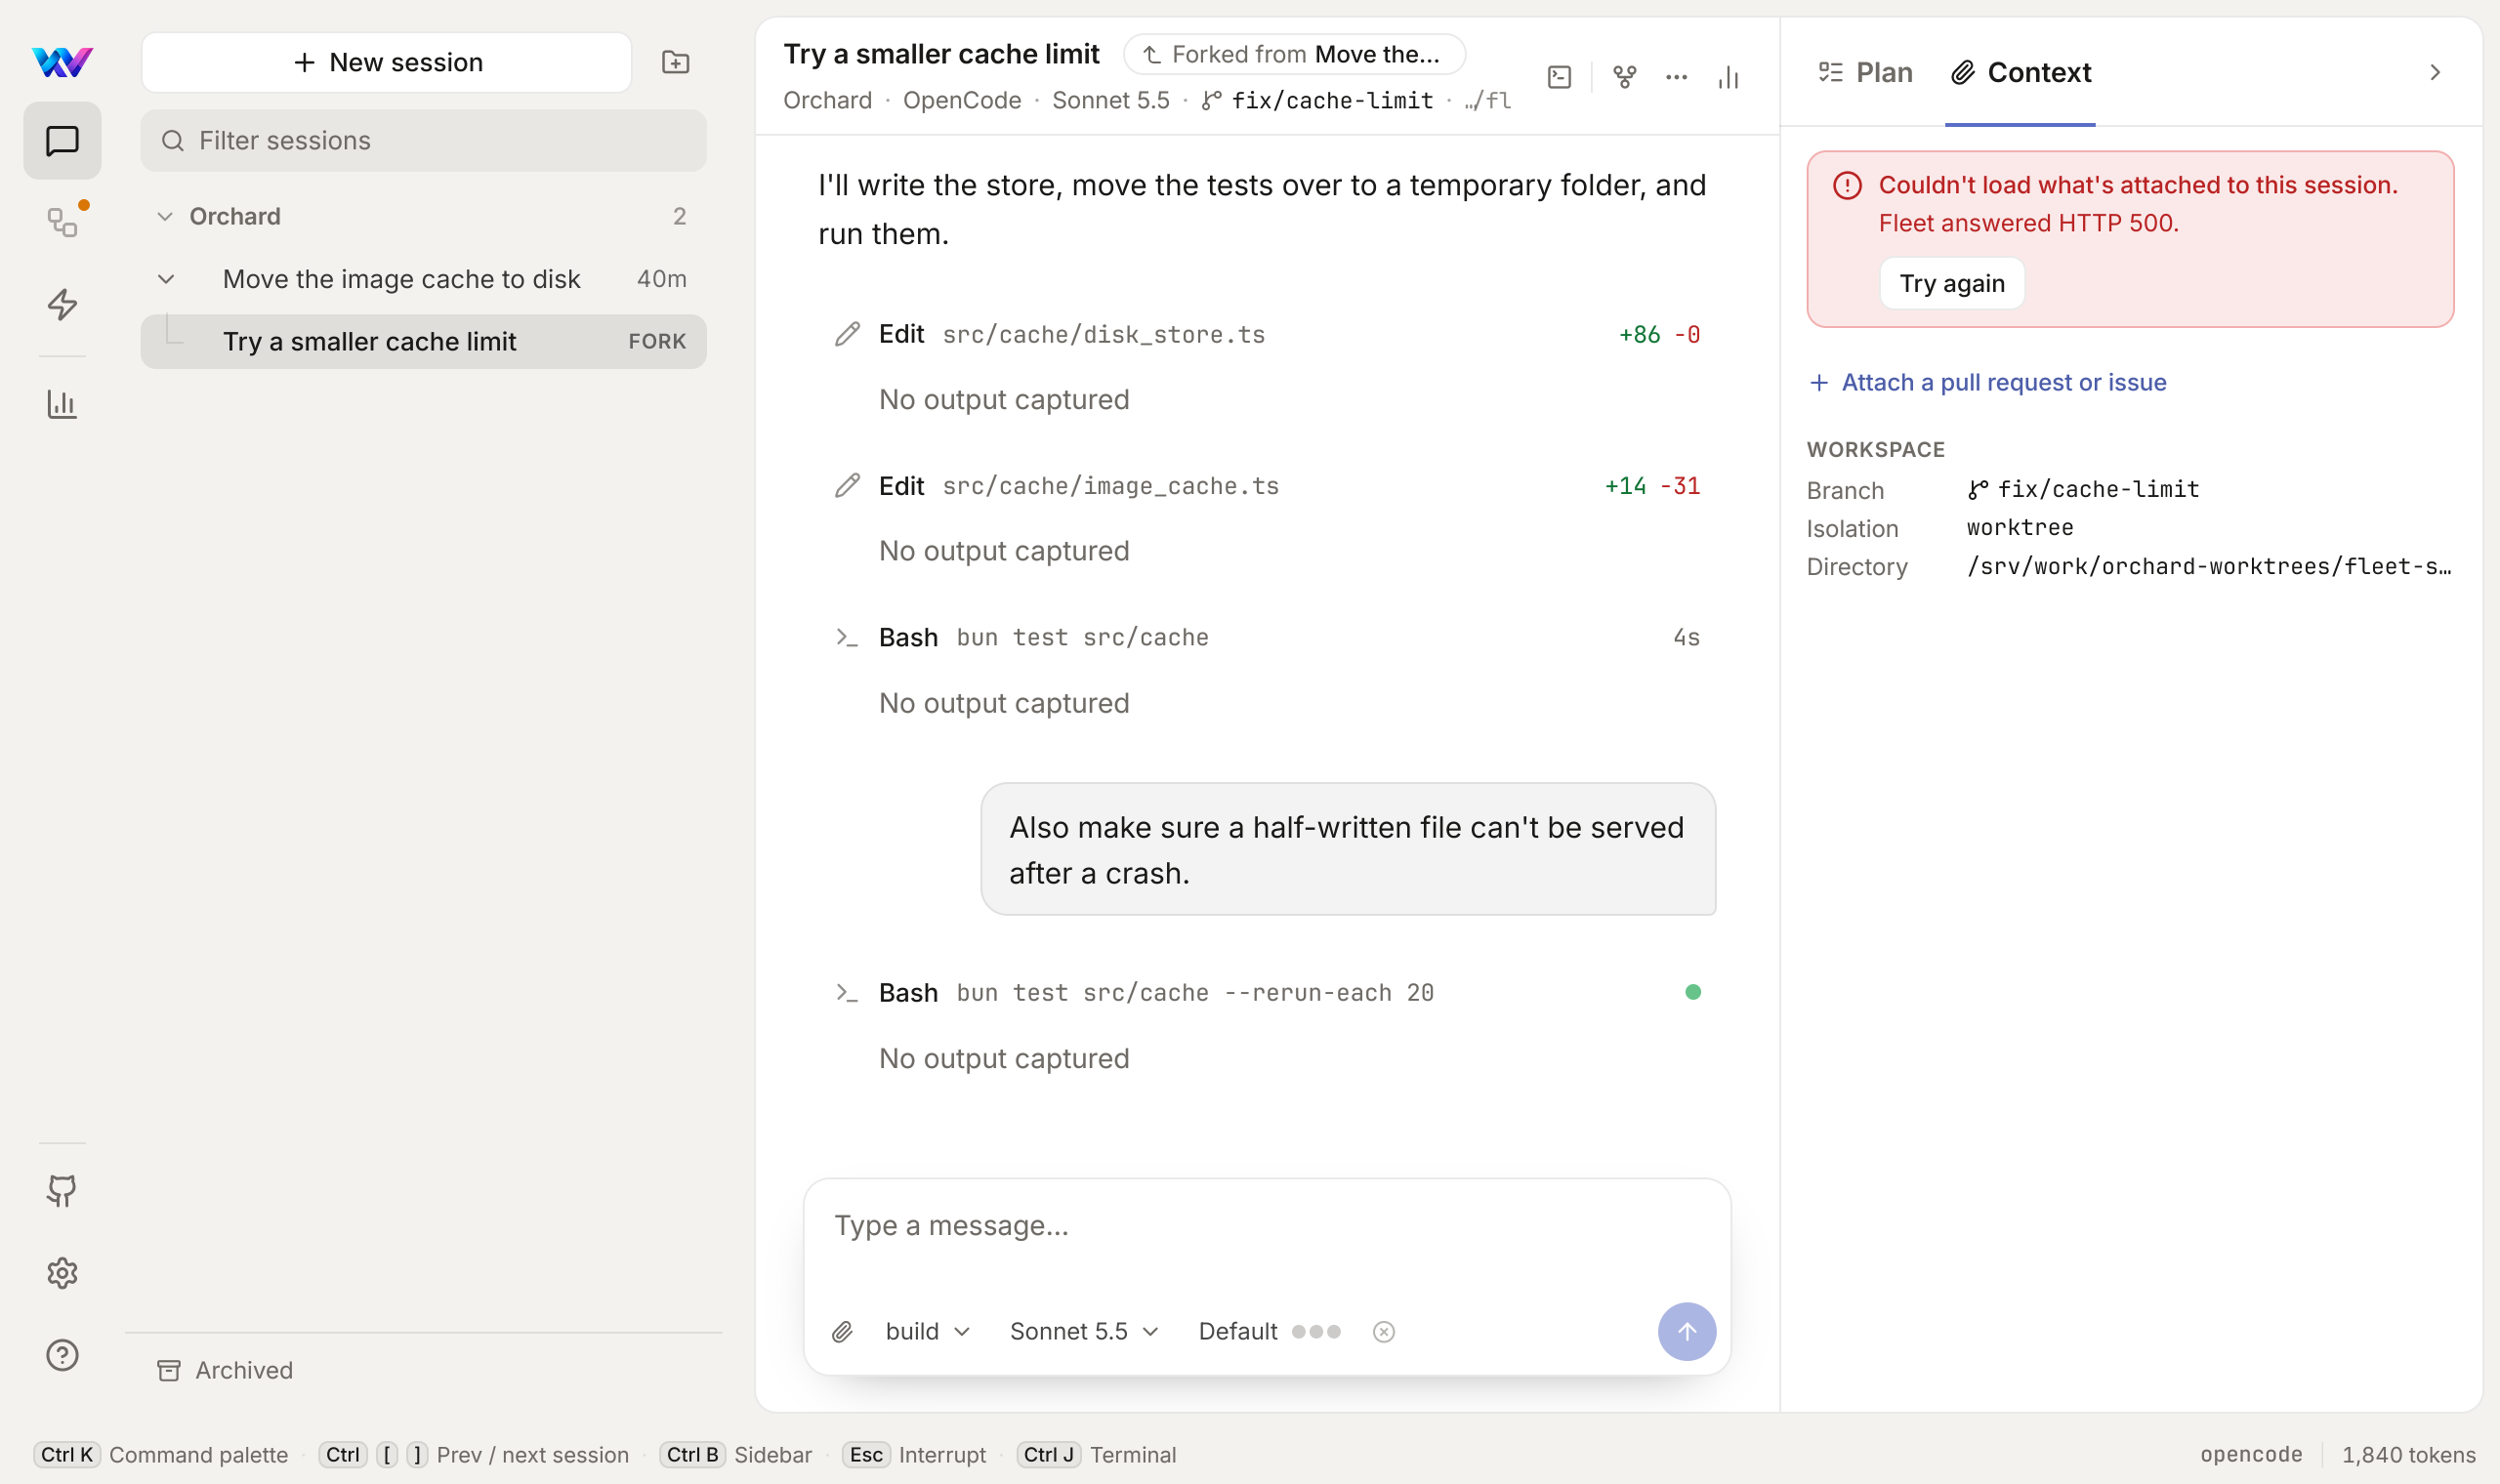 New session
Filter sessions
Orchard 2
Move the image cache to disk 40m
Try a smaller cache limit FORK
Archived
Try a smaller cache limit
Forked from Move the...
Orchard · OpenCode · Sonnet 5.5 · fix/cache-limit · …/fl
I'll write the store, move the tests over to a temporary folder, and
run them.
Edit src/cache/disk_store.ts +86 -0
No output captured
Edit src/cache/image_cache.ts +14 -31
No output captured
Bash bun test src/cache 4s
No output captured
Also make sure a half-written file can't be served
after a crash.
Bash bun test src/cache --rerun-each 20
No output captured
Type a message...
build Sonnet 5.5 Default
Plan Context
Couldn't load what's attached to this session.
Fleet answered HTTP 500.
Try again
+ Attach a pull request or issue
WORKSPACE
Branch fix/cache-limit
Isolation worktree
Directory /srv/work/orchard-worktrees/fleet-s…
Ctrl K Command palette · Ctrl [ ] Prev / next session · Ctrl B Sidebar · Esc Interrupt · Ctrl J Terminal
opencode 1,840 tokens